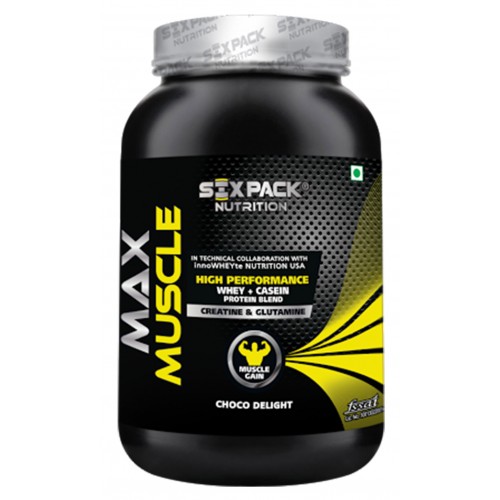 SIXPACK
NUTRITION
SIXPACK®
NUTRITION
MAX
MUSCLE
IN TECHNICAL COLLABORATION WITH
InnoWHEYte NUTRITION USA
HIGH PERFORMANCE
WHEY + CASEIN
PROTEIN BLEND
CREATINE & GLUTAMINE
MUSCLE
GAIN
CHOCO DELIGHT
fssai